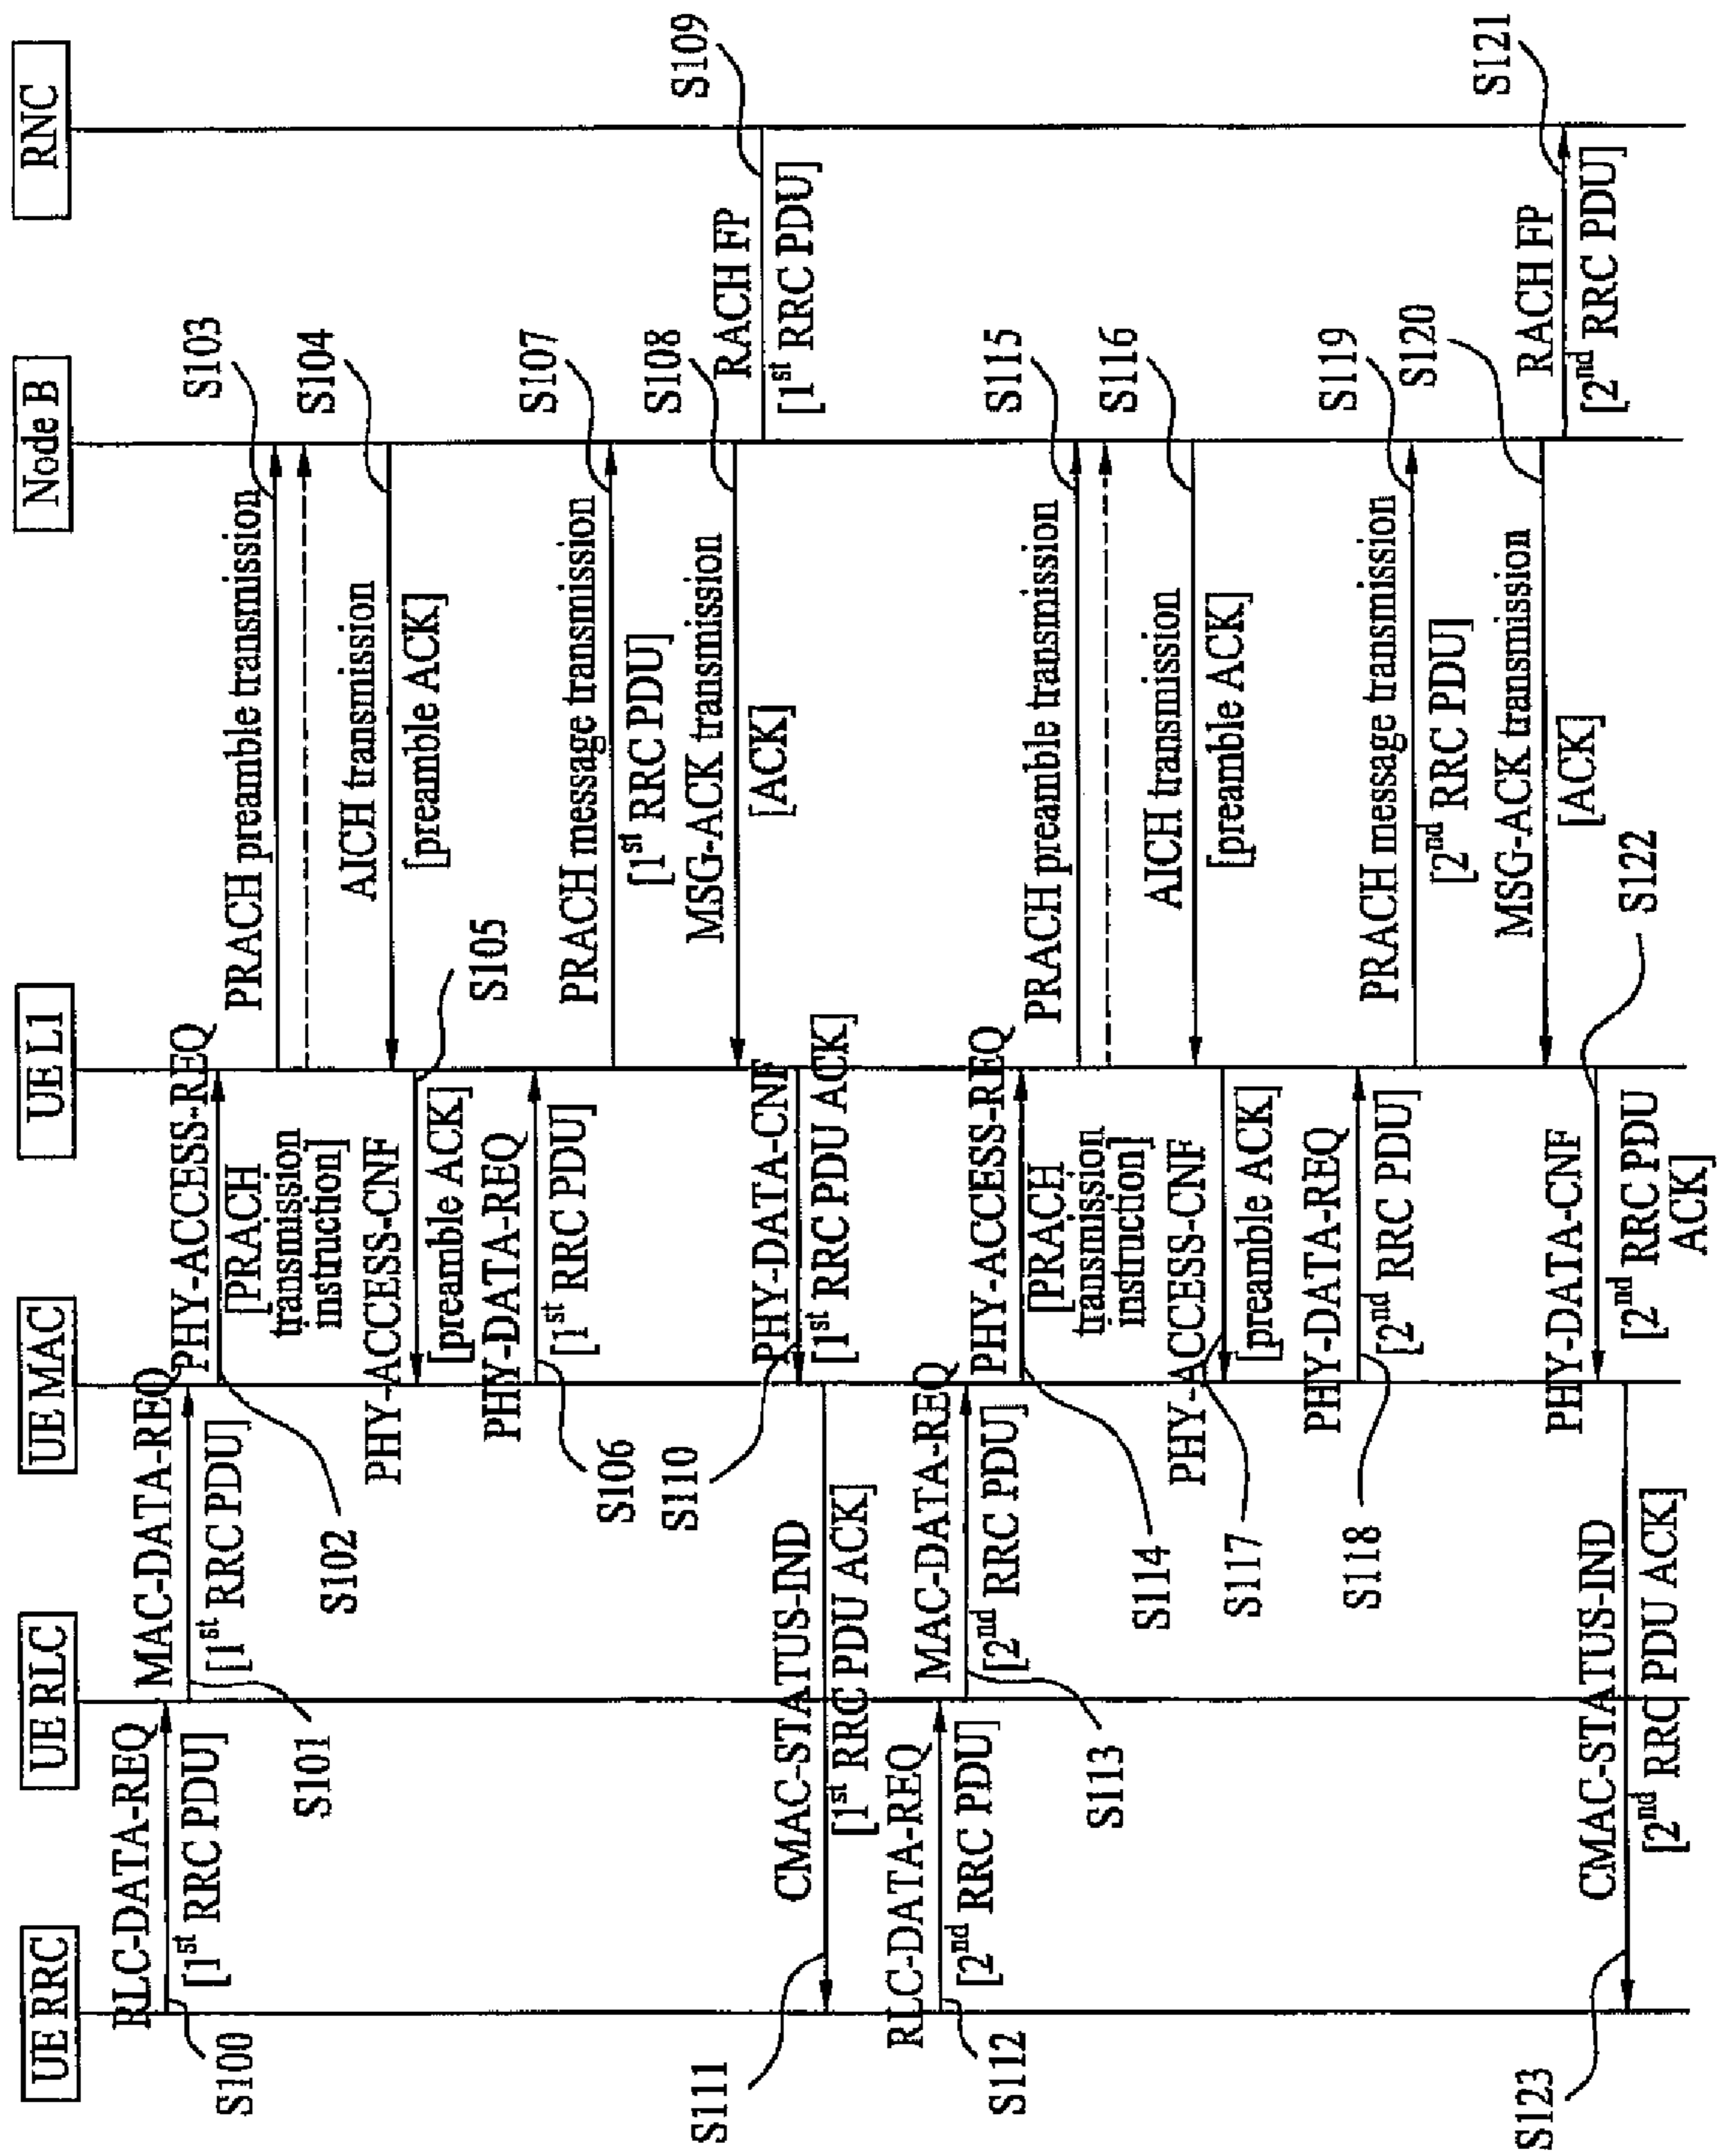 UE RRC
UE RLC
UE MAC
UE L1
Node B
RNC
RLC-DATA-REQ
[1st RRC PDU]
S100
MAC-DATA-REQ
[1st RRC PDU]
S101
PHY-ACCESS-REQ
[PRACH
transmission
instruction]
S102
PRACH preamble transmission
S103
AICH transmission
[preamble ACK]
S104
PHY-ACCESS-CNF
[preamble ACK]
S105
PHY-DATA-REQ
[1st RRC PDU]
S106
PRACH message transmission
[1st RRC PDU]
S107
MSG-ACK transmission
[ACK]
S108
RACH FP
[1st RRC PDU]
S109
PHY-DATA-CNF
[1st RRC PDU ACK]
S110
CMAC-STATUS-IND
[1st RRC PDU ACK]
S111
RLC-DATA-REQ
[2nd RRC PDU]
S112
MAC-DATA-REQ
[2nd RRC PDU]
S113
PHY-ACCESS-REQ
[PRACH
transmission
instruction]
S114
PRACH preamble transmission
S115
AICH transmission
[preamble ACK]
S116
PHY-ACCESS-CNF
[preamble ACK]
S117
PHY-DATA-REQ
[2nd RRC PDU]
S118
PRACH message transmission
[2nd RRC PDU]
S119
MSG-ACK transmission
[ACK]
S120
RACH FP
[2nd RRC PDU]
S121
PHY-DATA-CNF
[2nd RRC PDU
ACK]
S122
CMAC-STATUS-IND
[2nd RRC PDU ACK]
S123